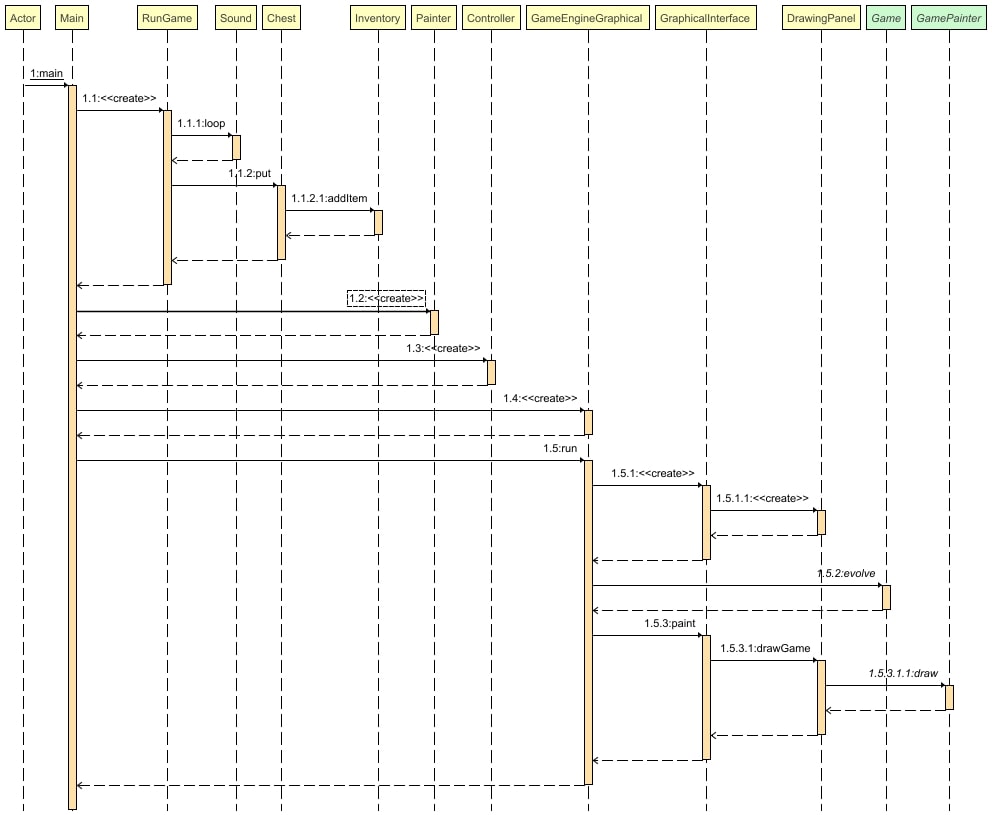 Actor Main RunGame Sound Chest Inventory Painter Controller GameEngineGraphical GraphicalInterface DrawingPanel Game GamePainter
1:main
1.1:<<create>>
1.1.1:loop
1.1.2:put
1.1.2.1:addItem
1.2:<<create>>
1.3:<<create>>
1.4:<<create>>
1.5:run
1.5.1:<<create>>
1.5.1.1:<<create>>
1.5.2:evolve
1.5.3:paint
1.5.3.1:drawGame
1.5.3.1.1:draw